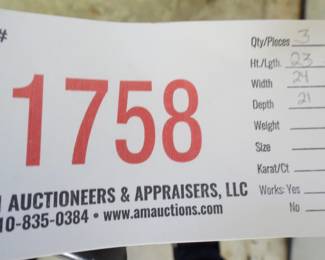 #
1758
AUCTIONEERS & APPRAISERS, LLC
10-835-0384 • www.amauctions.com
Qty/Pieces 3
Ht./Lgth. 23
Width 24
Depth 21
Weight
Size
Karat/Ct
Works: Yes
No